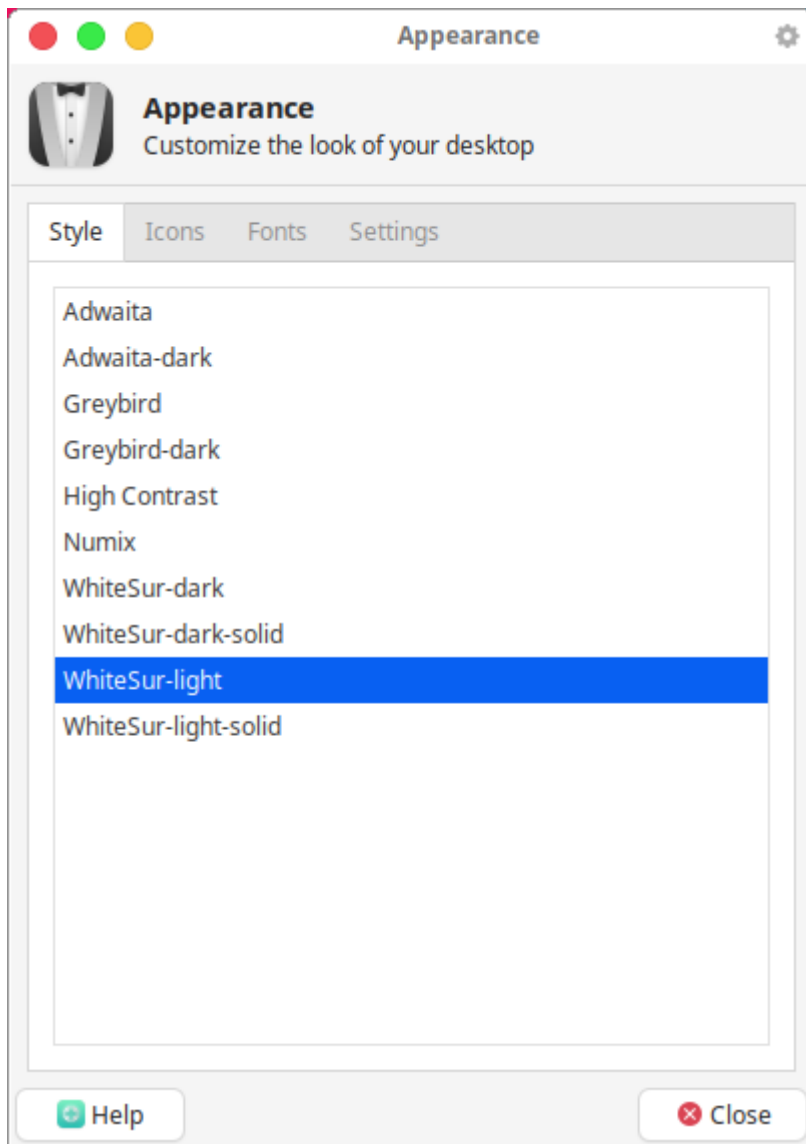 Appearance
Appearance
Customize the look of your desktop
Style Icons Fonts Settings
Adwaita
Adwaita-dark
Greybird
Greybird-dark
High Contrast
Numix
WhiteSur-dark
WhiteSur-dark-solid
WhiteSur-light
WhiteSur-light-solid
Help Close